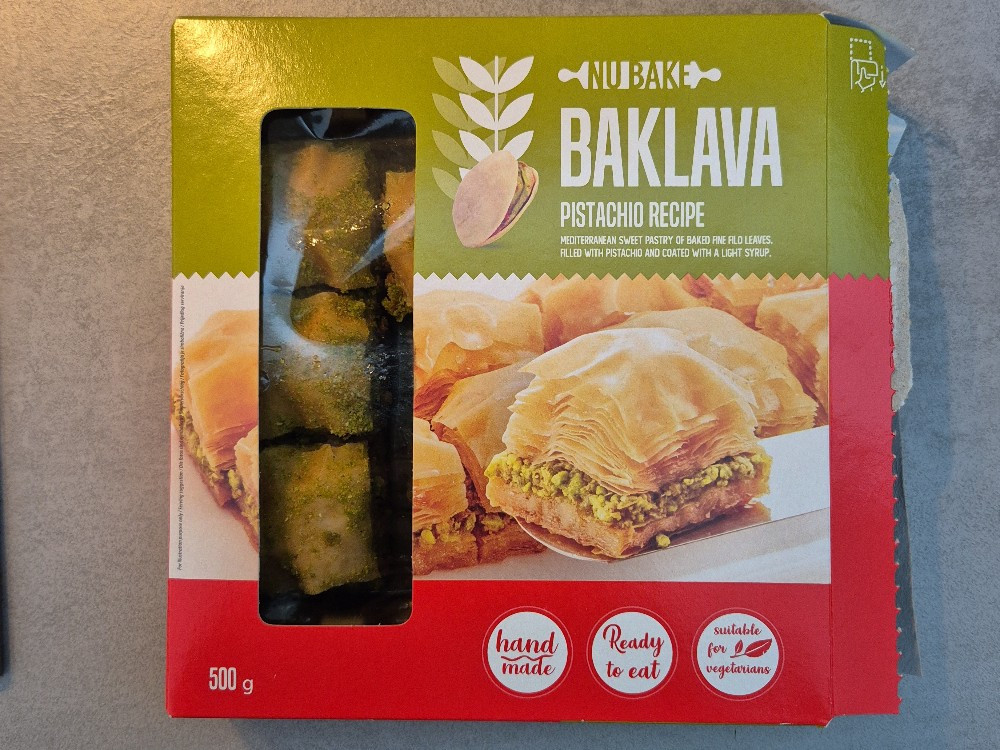 NU BAKE
BAKLAVA
PISTACHIO RECIPE
MEDITERRANEAN SWEET PASTRY OF BAKED FINE FILO LEAVES,
FILLED WITH PISTACHIO AND COATED WITH A LIGHT SYRUP.
hand
made
Ready
to eat
suitable
for
vegetarians
500 g